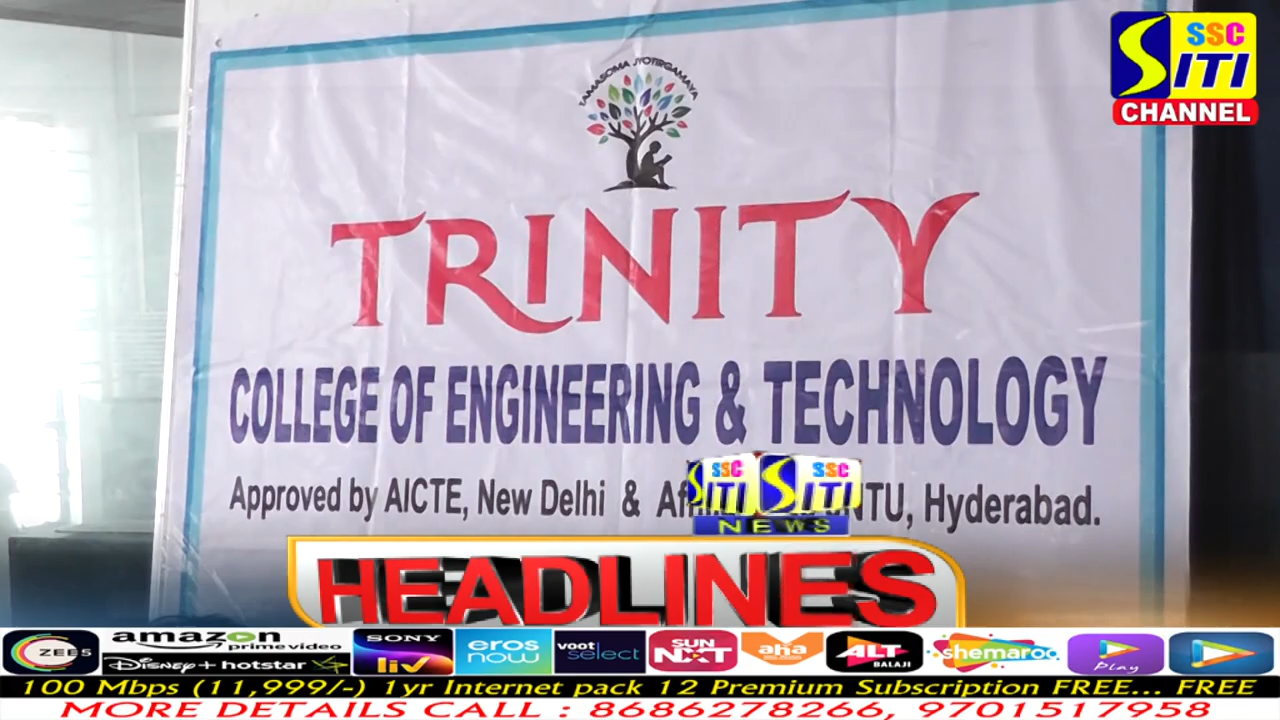 SSC
SITI
CHANNEL
TAMASOMA JYOTIRGAMAYA
TRINITY
COLLEGE OF ENGINEERING & TECHNOLOGY
Approved by AICTE, New Delhi & NTU, Hyderabad.
SSC SSC
SITI SITI
NEWS
HEADLINES
ZEE5
amazon
prime video
Disney+ hotstar
SONY
liv
eros
now
voot
select
SUN
NXT
aha
ALT
BALAJI
shemaroo
Play
100 Mbps (11,999/-) 1yr Internet pack 12 Premium Subscription FREE... FREE
MORE DETAILS CALL : 8686278266, 9701517958